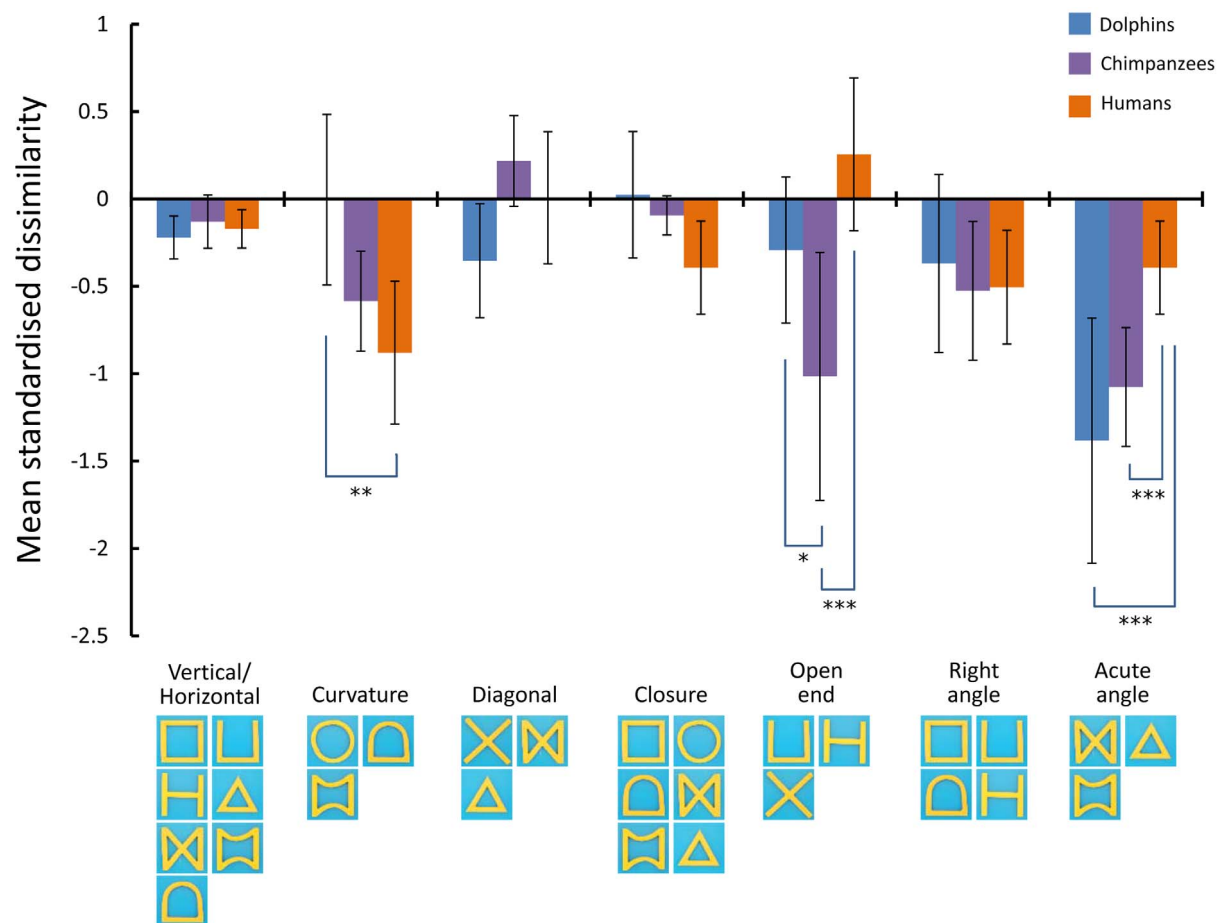 Mean standardised dissimilarity
1
0.5
0
-0.5
-1
-1.5
-2
-2.5
Dolphins
Chimpanzees
Humans
**
*
***
***
***
Vertical/
Horizontal
Curvature
Diagonal
Closure
Open
end
Right
angle
Acute
angle